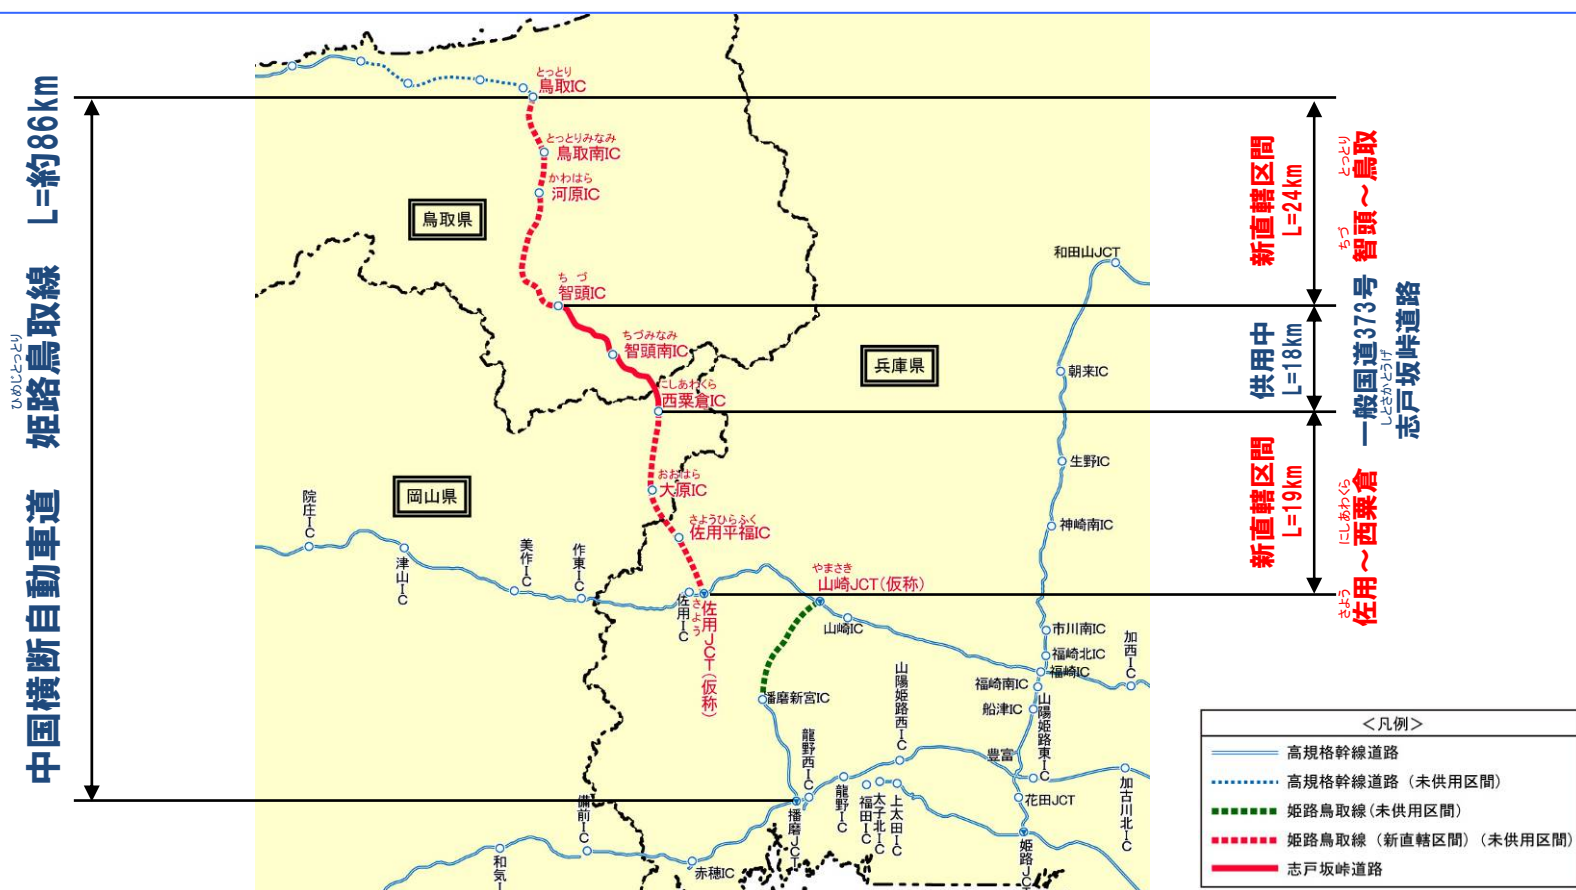 中国横断自動車道 姫路鳥取線 L=約86km
ひめじとっとり
とっとり
鳥取IC
とっとりみなみ
鳥取南IC
かわはら
河原IC
鳥取県
ちづ
智頭IC
ちづみなみ
智頭南IC
にしあわくら
西粟倉IC
兵庫県
岡山県
おおはら
大原IC
さようひらふく
佐用平福IC
やまさき
山崎JCT(仮称)
山崎IC
佐用IC
さよう
佐用JCT(仮称)
院庄IC
津山IC
美作IC
作東IC
和田山JCT
朝来IC
生野IC
神崎南IC
市川南IC
福崎北IC
福崎IC
加西IC
福崎南IC
船津IC
山陽姫路東IC
山陽姫路西IC
豊富
播磨新宮IC
龍野西IC
龍野IC
福田IC
太子北IC
上太田IC
花田JCT
加古川北IC
姫路JCT
播磨JCT
備前IC
赤穂IC
和気I
新直轄区間
L=24km
とっとり
ちづ
智頭～鳥取
供用中
L=18km
一般国道373号
しとさかとうげ
志戸坂峠道路
新直轄区間
L=19km
にしあわくら
さよう
佐用～西粟倉
＜凡例＞
高規格幹線道路
高規格幹線道路（未供用区間）
姫路鳥取線(未供用区間)
姫路鳥取線（新直轄区間）（未供用区間）
志戸坂峠道路